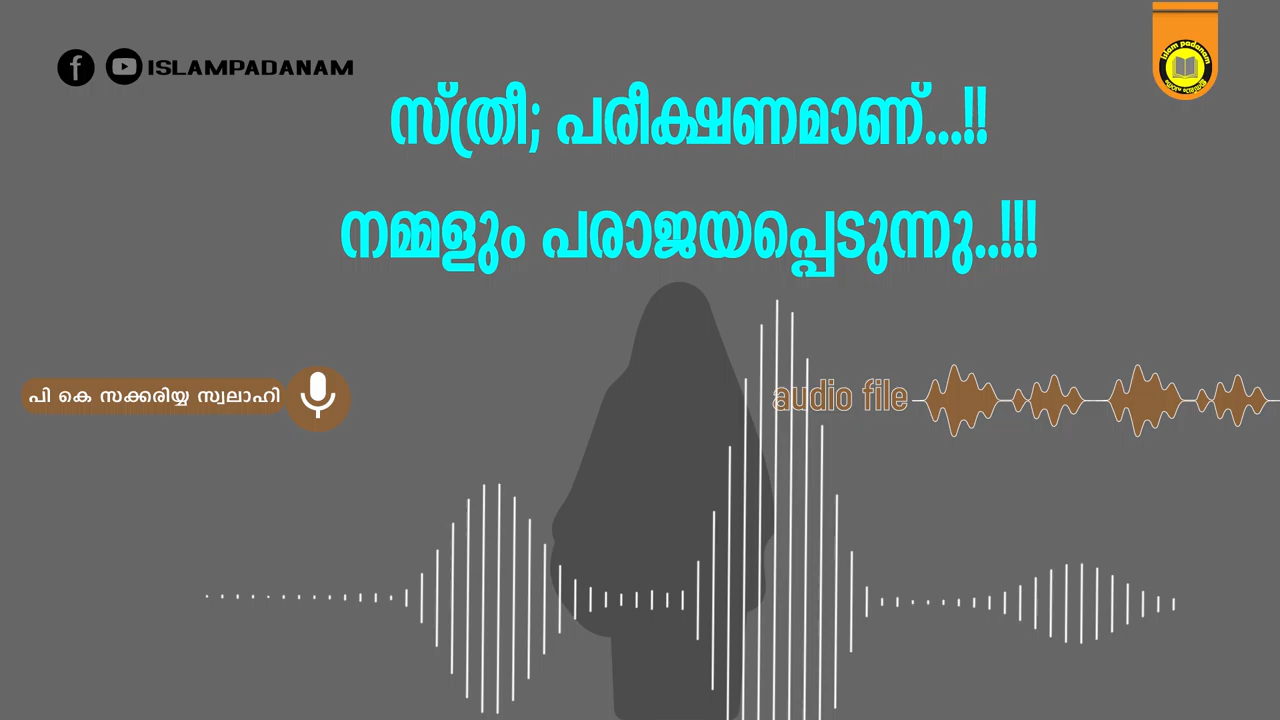 ISLAMPADANAM
islam padanam
സ്ത്രീ; പരീക്ഷണമാണ്...!!
നമ്മളും പരാജയപ്പെടുന്നു..!!!
പി കെ സക്കരിയ്യ സ്വലാഹി
audio file